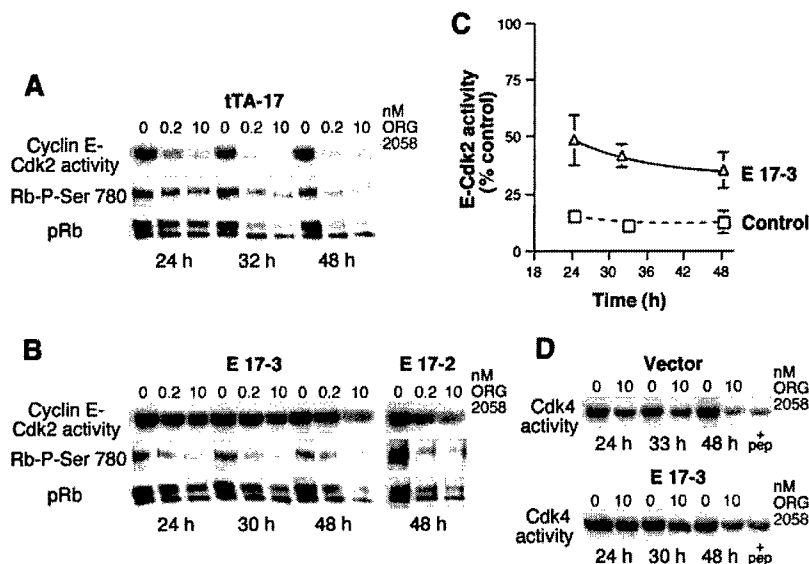 A
tTA-17
0 0.2 10 0 0.2 10 0 0.2 10 nM ORG 2058
Cyclin E-
Cdk2 activity
Rb-P-Ser 780
pRb
24 h 32 h 48 h
B
E 17-3 E 17-2
0 0.2 10 0 0.2 10 0 0.2 10 0 0.2 10 nM ORG 2058
Cyclin E-
Cdk2 activity
Rb-P-Ser 780
pRb
24 h 30 h 48 h 48 h
C
E-Cdk2 activity
(% control)
100
75
50
25
0
18 24 30 36 42 48
Time (h)
E 17-3
Control
D
Vector
0 10 0 10 0 10 nM ORG 2058
Cdk4
activity
24 h 33 h 48 h + pep
E 17-3
0 10 0 10 0 10 nM ORG 2058
Cdk4
activity
24 h 30 h 48 h + pep